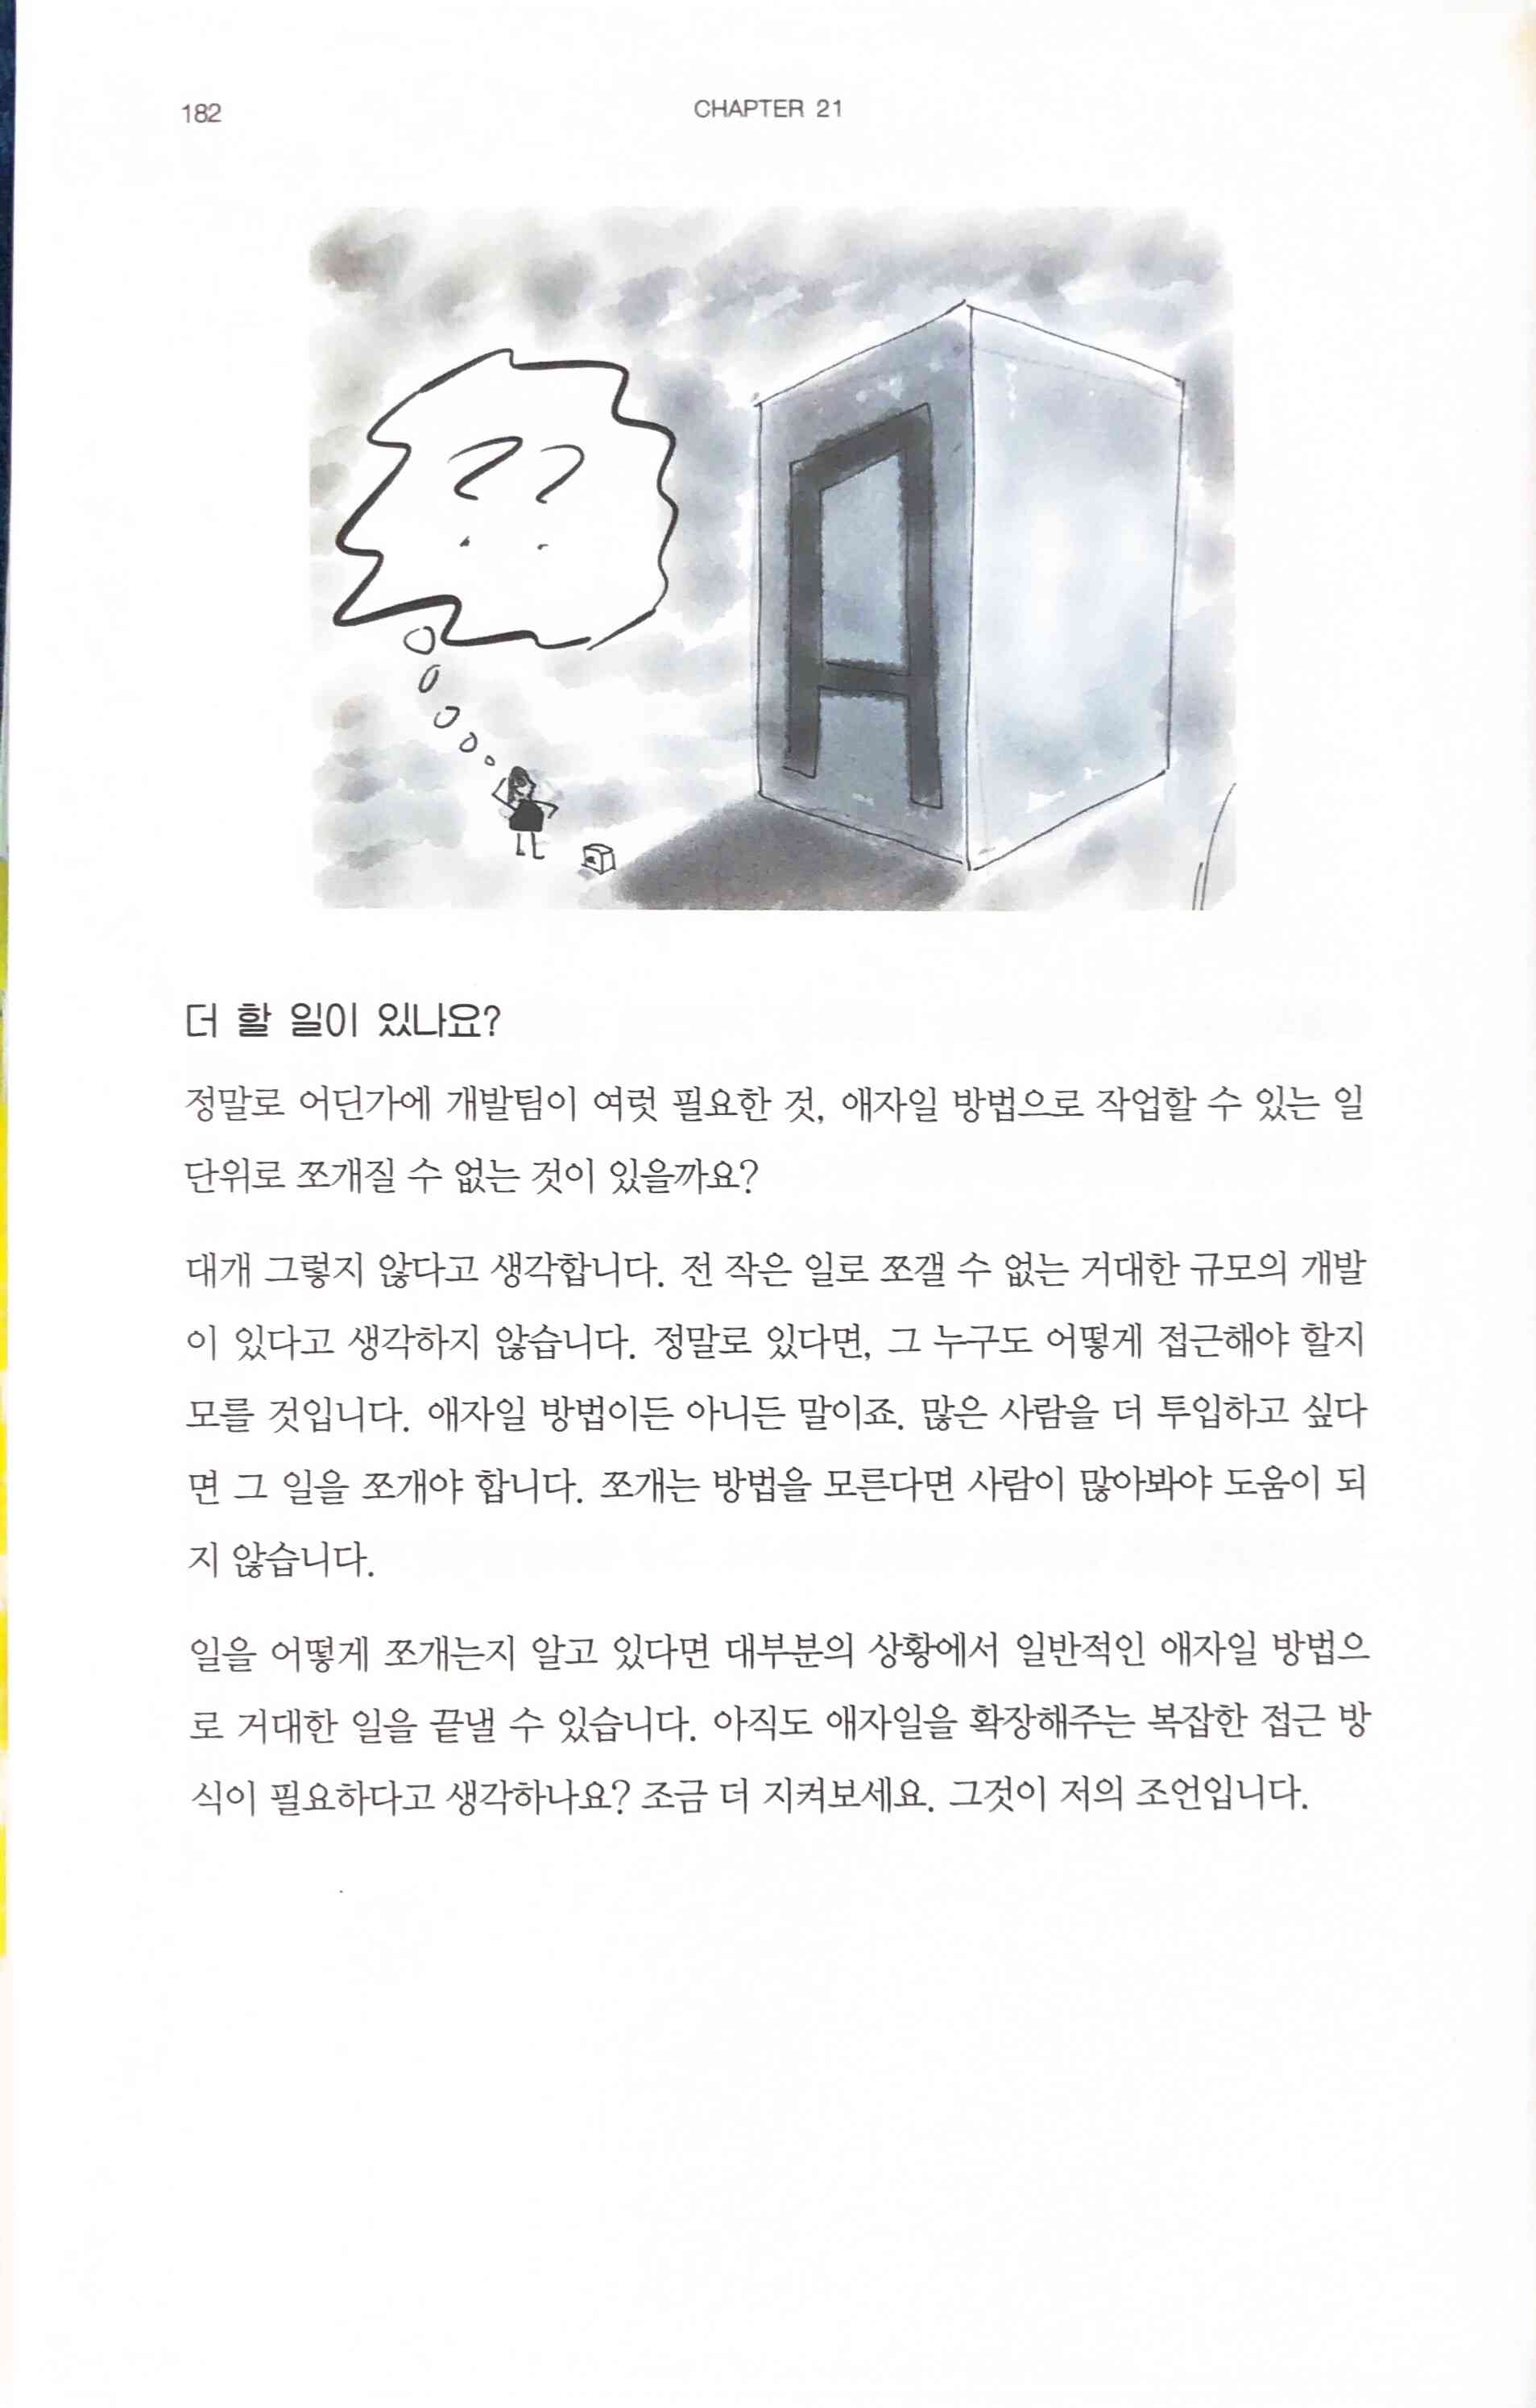 182
CHAPTER 21
??
A
더 할 일이 있나요?
정말로 어딘가에 개발팀이 여럿 필요한 것, 애자일 방법으로 작업할 수 있는 일
단위로 쪼개질 수 없는 것이 있을까요?
대개 그렇지 않다고 생각합니다. 전 작은 일로 쪼갤 수 없는 거대한 규모의 개발
이 있다고 생각하지 않습니다. 정말로 있다면, 그 누구도 어떻게 접근해야 할지
모를 것입니다. 애자일 방법이든 아니든 말이죠. 많은 사람을 더 투입하고 싶다
면 그 일을 쪼개야 합니다. 쪼개는 방법을 모른다면 사람이 많아봐야 도움이 되
지 않습니다.
일을 어떻게 쪼개는지 알고 있다면 대부분의 상황에서 일반적인 애자일 방법으
로 거대한 일을 끝낼 수 있습니다. 아직도 애자일을 확장해주는 복잡한 접근 방
식이 필요하다고 생각하나요? 조금 더 지켜보세요. 그것이 저의 조언입니다.